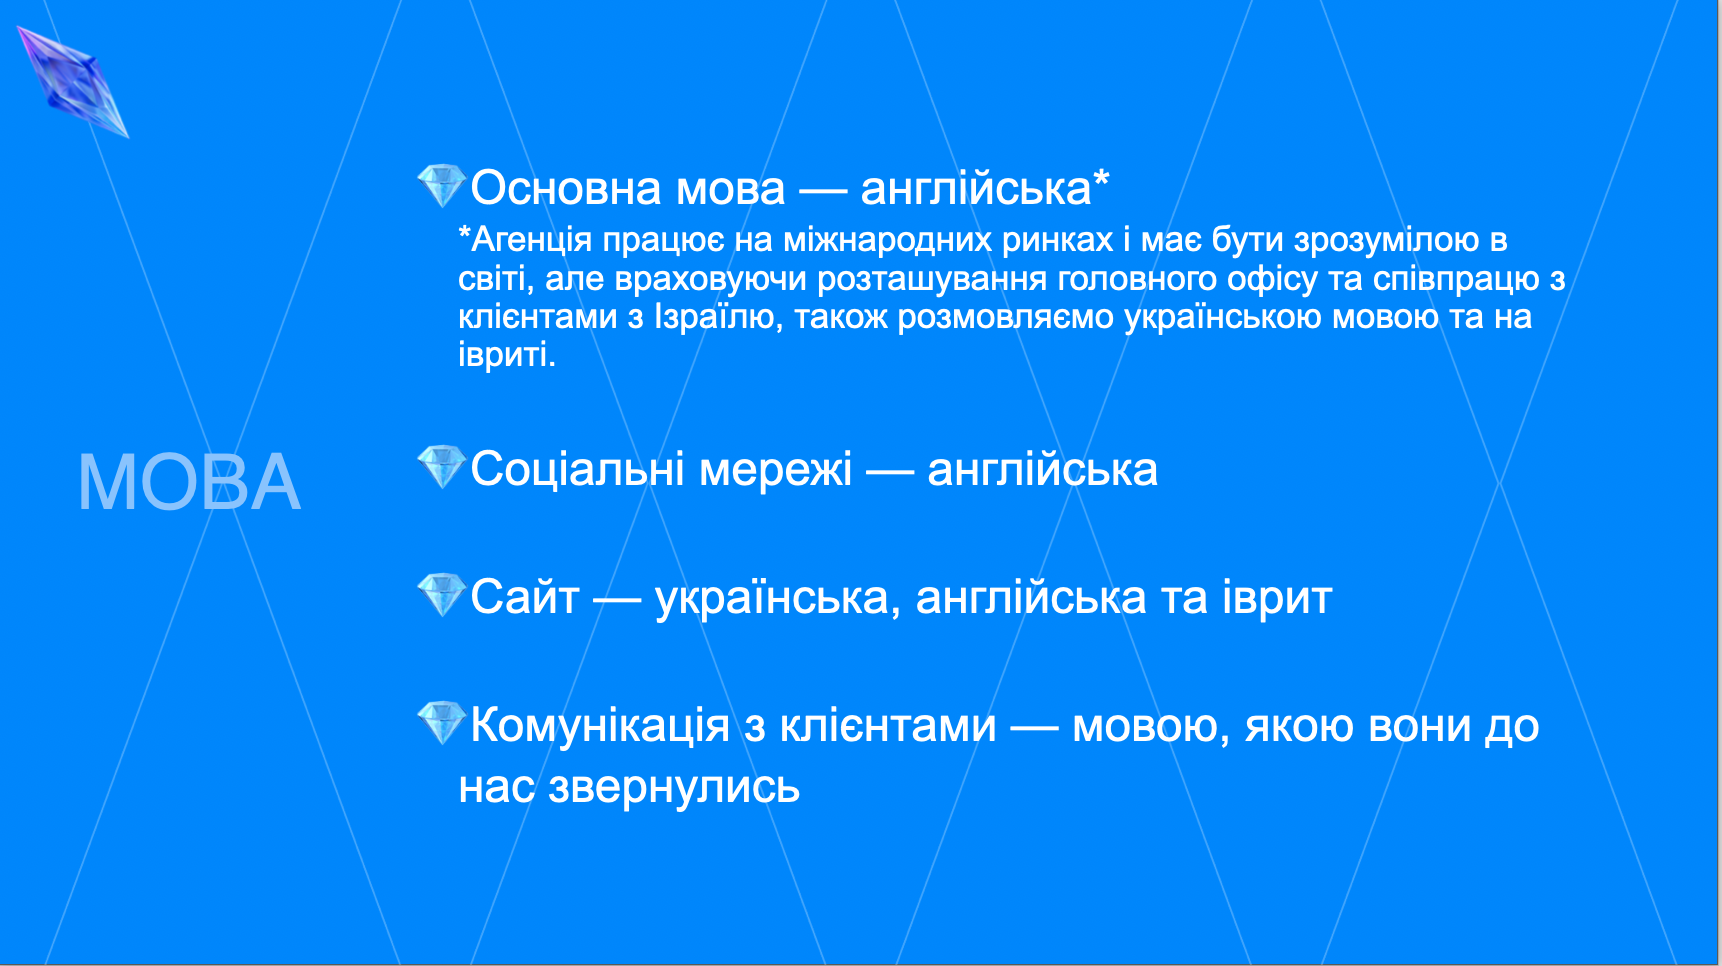 💎Основна мова — англійська*
*Агенція працює на міжнародних ринках і має бути зрозумілою в
світі, але враховуючи розташування головного офісу та співпрацю з
клієнтами з Ізраїлю, також розмовляємо українською мовою та на
івриті.
МОВА
💎Соціальні мережі — англійська
💎Сайт — українська, англійська та іврит
💎Комунікація з клієнтами — мовою, якою вони до
нас звернулись